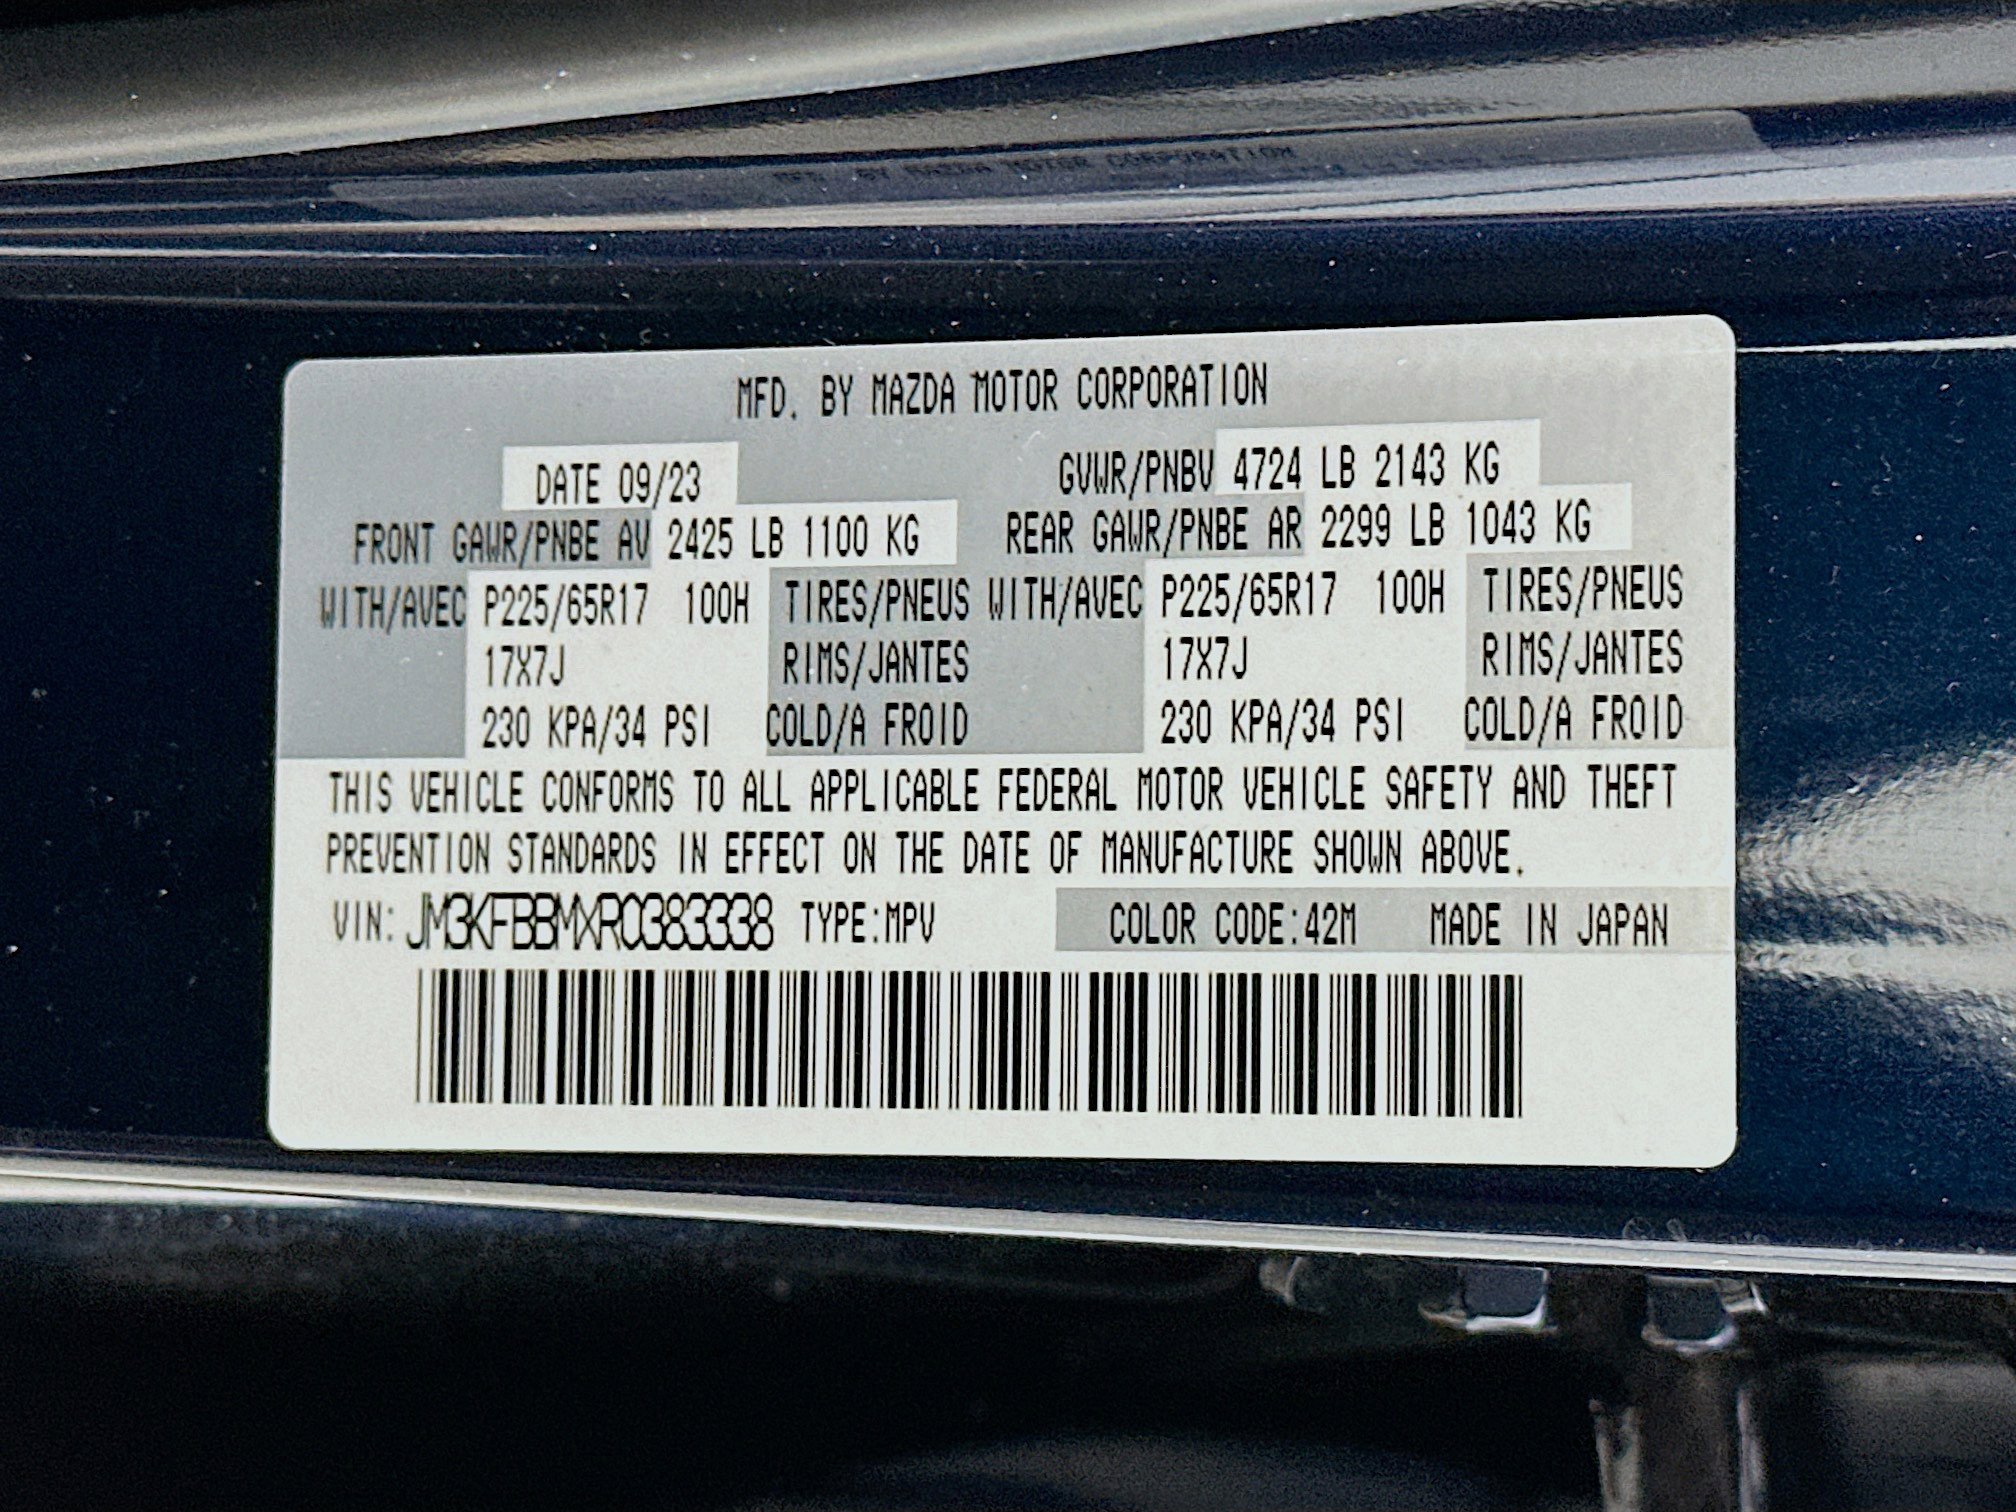 MFD. BY MAZDA MOTOR CORPORATION
DATE 09/23 GVWR/PNBV 4724 LB 2143 KG
FRONT GAWR/PNBE AV 2425 LB 1100 KG REAR GAWR/PNBE AR 2299 LB 1043 KG
WITH/AVEC P225/65R17 100H TIRES/PNEUS WITH/AVEC P225/65R17 100H TIRES/PNEUS
17X7J RIMS/JANTES 17X7J RIMS/JANTES
230 KPA/34 PSI COLD/A FROID 230 KPA/34 PSI COLD/A FROID
THIS VEHICLE CONFORMS TO ALL APPLICABLE FEDERAL MOTOR VEHICLE SAFETY AND THEFT
PREVENTION STANDARDS IN EFFECT ON THE DATE OF MANUFACTURE SHOWN ABOVE.
VIN: JM3KFBBMXR0383338 TYPE:MPV COLOR CODE:42M MADE IN JAPAN